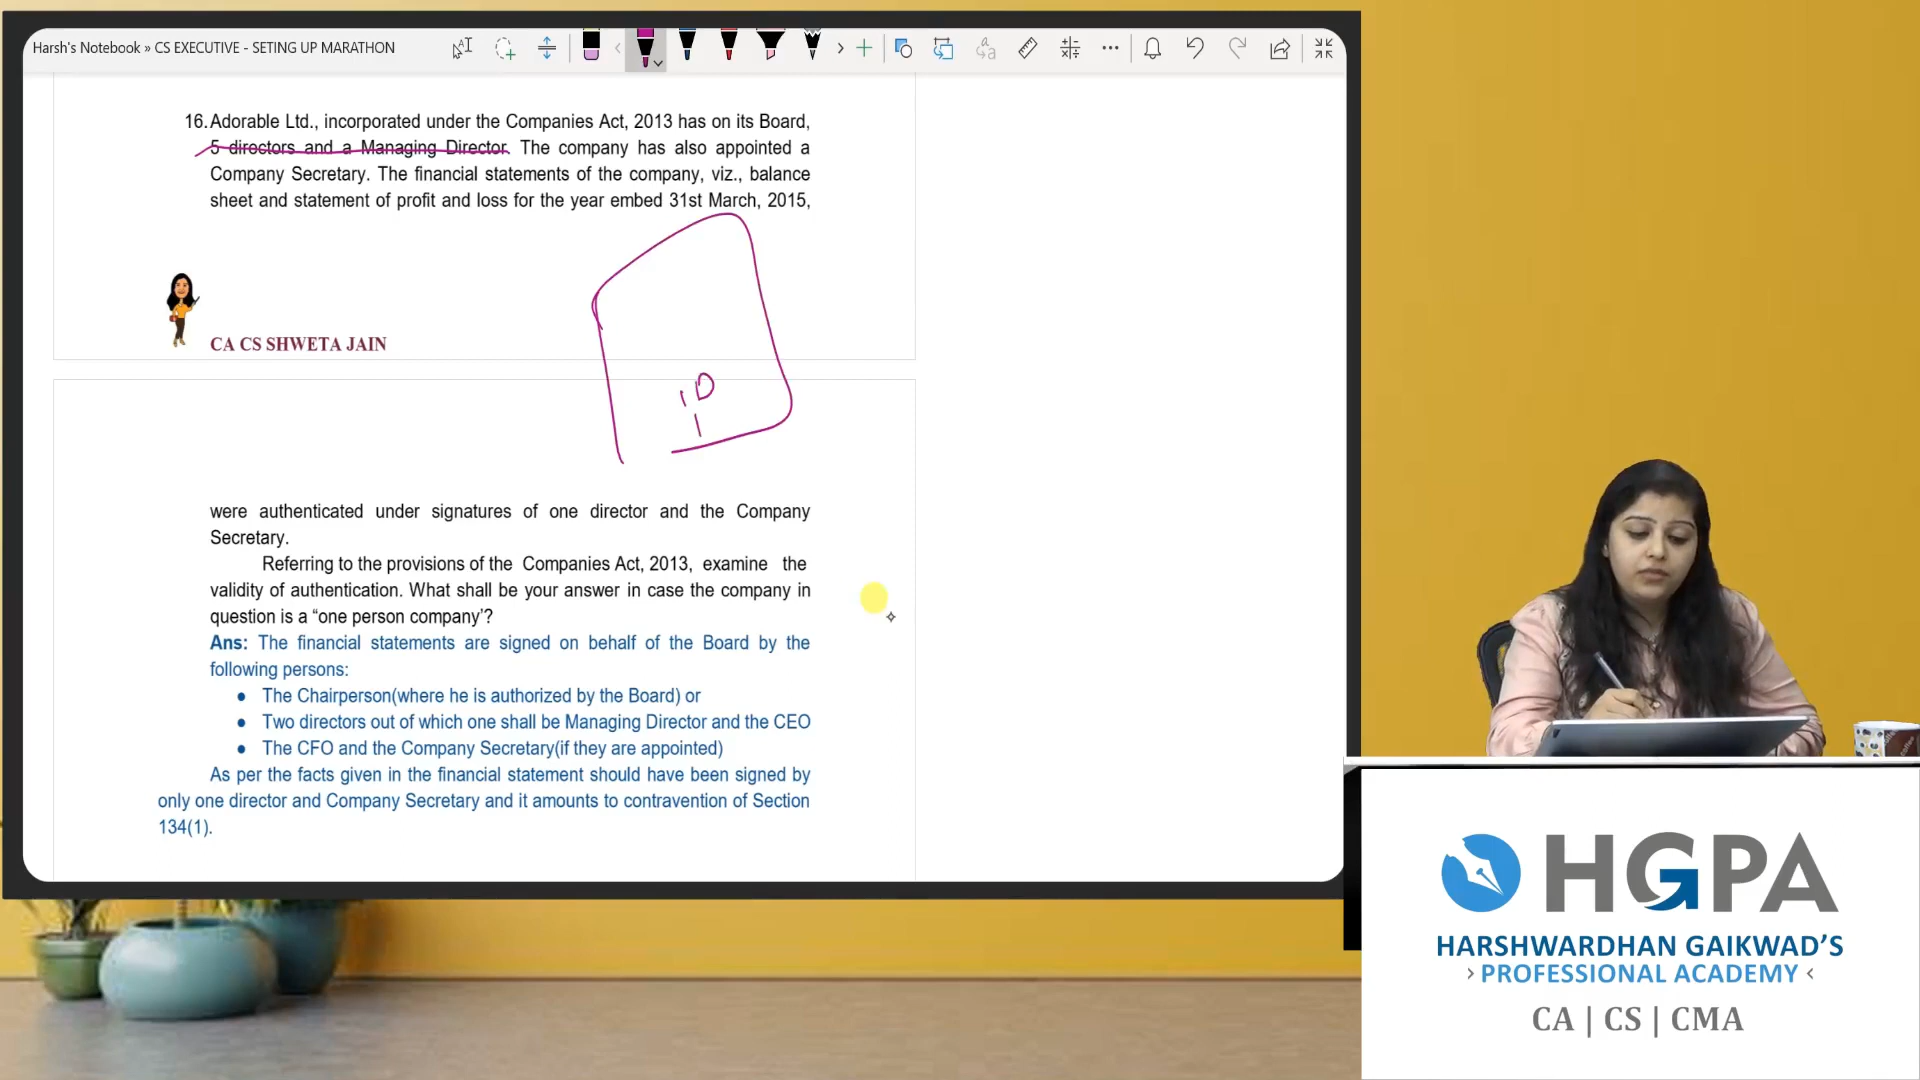 Harsh's Notebook » CS EXECUTIVE - SETING UP MARATHON
16. Adorable Ltd., incorporated under the Companies Act, 2013 has on its Board,
5 directors and a Managing Director. The company has also appointed a
Company Secretary. The financial statements of the company, viz., balance
sheet and statement of profit and loss for the year embed 31st March, 2015,
CA CS SHWETA JAIN
1D
were authenticated under signatures of one director and the Company
Secretary.
Referring to the provisions of the Companies Act, 2013, examine the
validity of authentication. What shall be your answer in case the company in
question is a “one person company’?
Ans: The financial statements are signed on behalf of the Board by the
following persons:
● The Chairperson(where he is authorized by the Board) or
● Two directors out of which one shall be Managing Director and the CEO
● The CFO and the Company Secretary(if they are appointed)
As per the facts given in the financial statement should have been signed by
only one director and Company Secretary and it amounts to contravention of Section
134(1).
HGPA
HARSHWARDHAN GAIKWAD’S
› PROFESSIONAL ACADEMY ‹
CA | CS | CMA